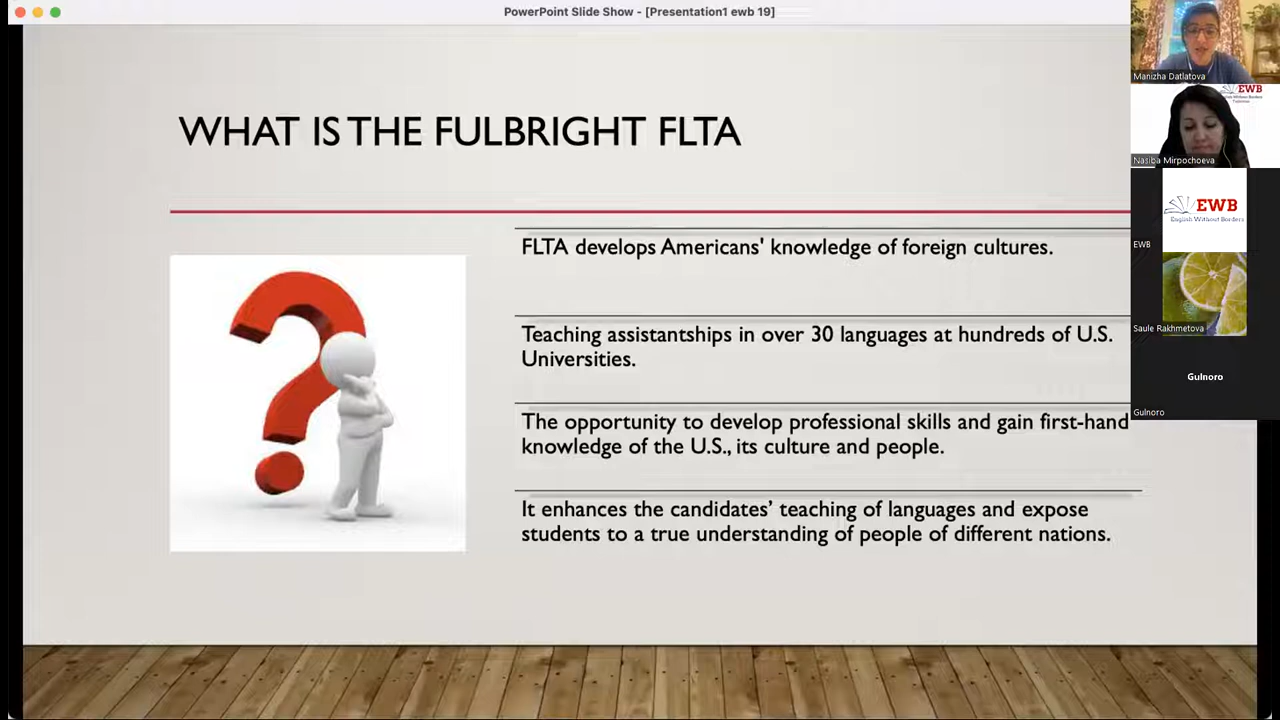 PowerPoint Slide Show - [Presentation1 ewb 19]
WHAT IS THE FULBRIGHT FLTA
FLTA develops Americans' knowledge of foreign cultures.
Teaching assistantships in over 30 languages at hundreds of U.S.
Universities.
The opportunity to develop professional skills and gain first-hand
knowledge of the U.S., its culture and people.
It enhances the candidates’ teaching of languages and expose
students to a true understanding of people of different nations.
Manizha Datlatova
EWB
English Without Borders
Nasiba Mirpochoeva
EWB
English Without Borders
EWB
Saule Rakhmetova
Gulnoro
Gulnoro